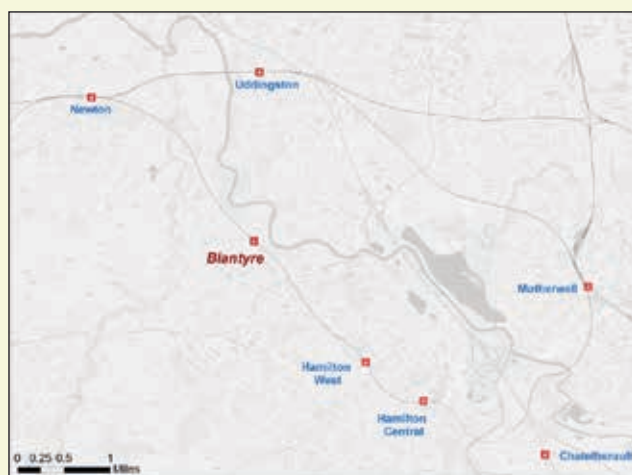 Uddingston
Newton
Blantyre
Motherwell
Hamilton
West
Hamilton
Central
Chatelherault
0 0.25 0.5 1
Miles